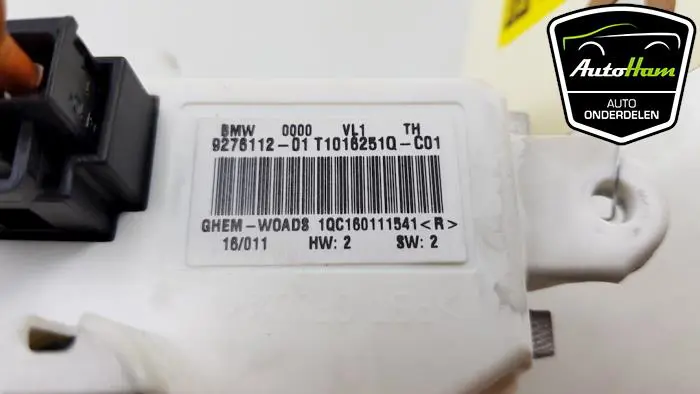 BMW 0000 VL1 TH
9276112-01 T1016251Q-C01
GHEM-WOADS 1QC160111541<R>
16/011 HW: 2 SW: 2
AutoHam
AUTO
ONDERDELEN